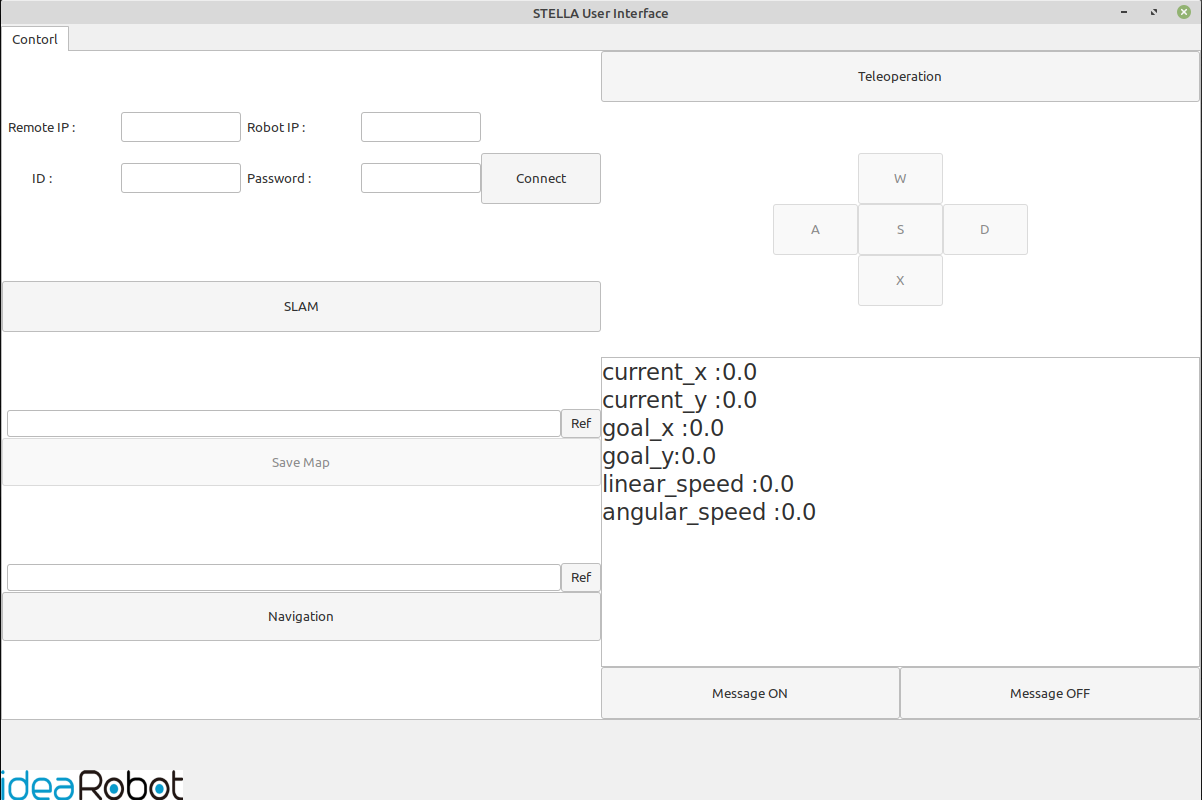 STELLA User Interface
Contorl
Teleoperation
Remote IP :
Robot IP :
ID :
Password :
Connect
W
A
S
D
X
SLAM
Ref
Save Map
Ref
Navigation
current_x :0.0
current_y :0.0
goal_x :0.0
goal_y:0.0
linear_speed :0.0
angular_speed :0.0
Message ON
Message OFF
ideaRobot